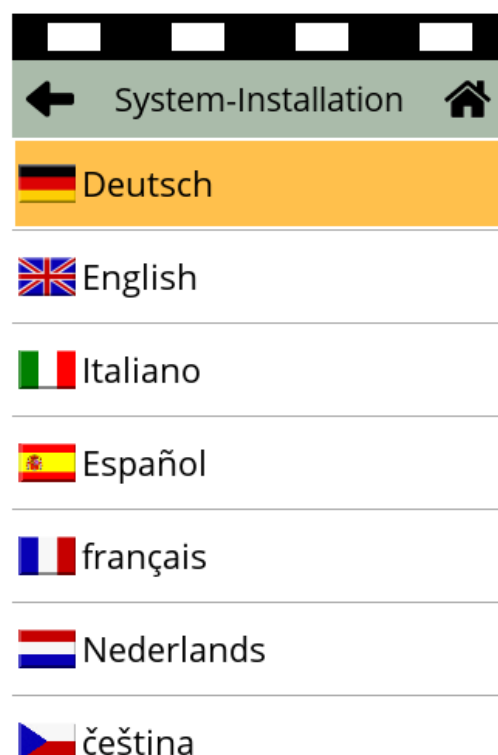 System-Installation
Deutsch
English
Italiano
Español
français
Nederlands
čeština